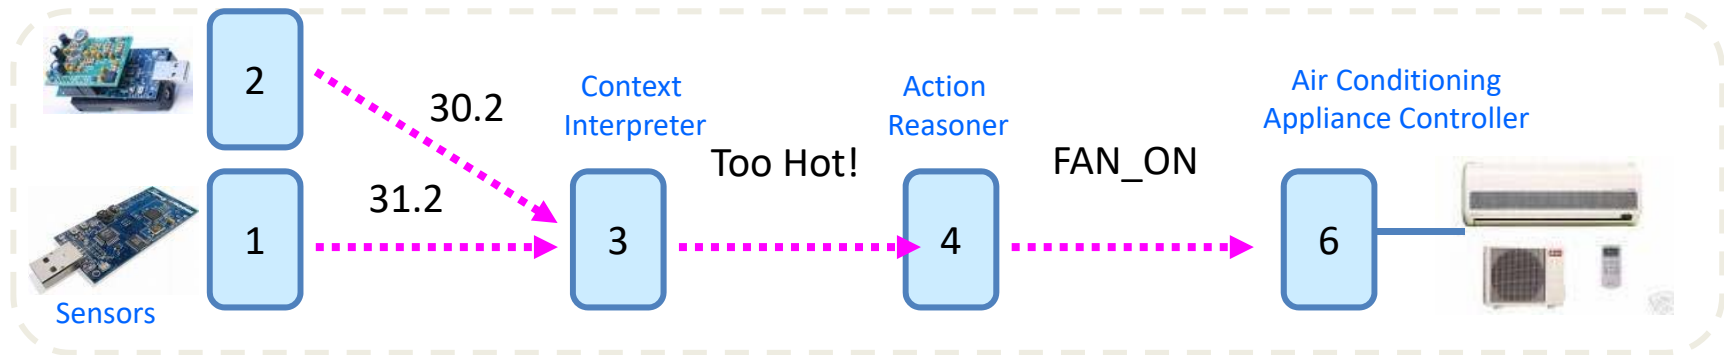 2
30.2
Context
Interpreter
Action
Reasoner
Air Conditioning
Appliance Controller
Too Hot!
FAN_ON
31.2
1
3
4
6
Sensors